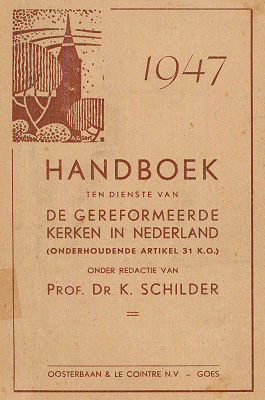 1947
HANDBOEK
TEN DIENSTE VAN
DE GEREFORMEERDE
KERKEN IN NEDERLAND
(ONDERHOUDENDE ARTIKEL 31 K.O.)
ONDER REDACTIE VAN
PROF. DR K. SCHILDER
OOSTERBAAN & LE COINTRE N.V – GOES